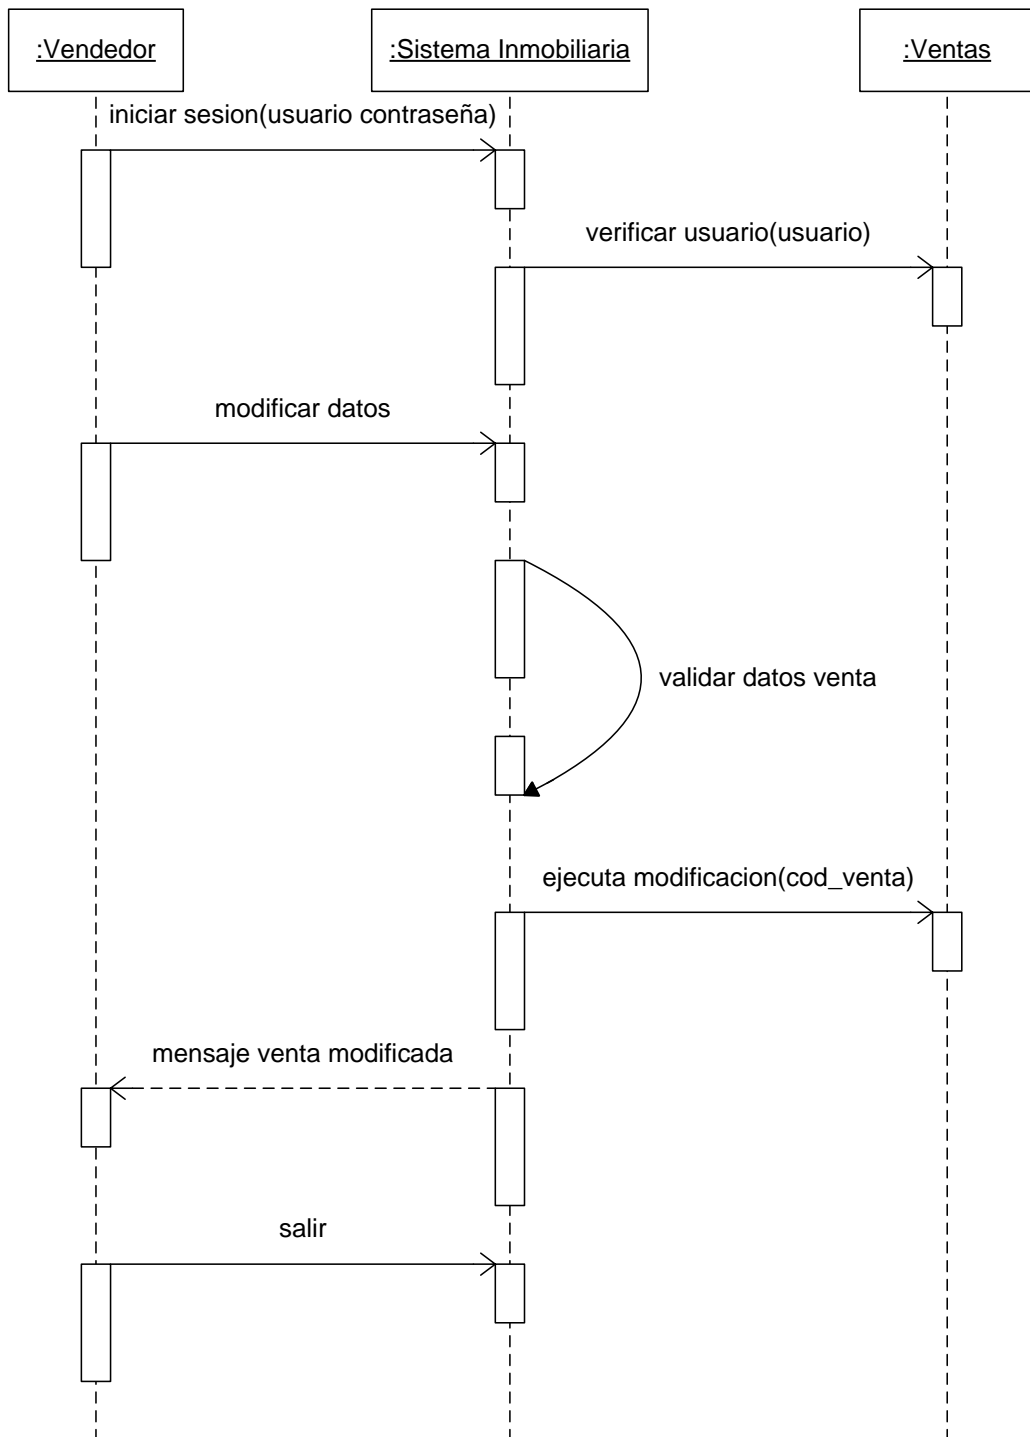 :Vendedor
:Sistema Inmobiliaria
:Ventas
iniciar sesion(usuario contraseña)
verificar usuario(usuario)
modificar datos
validar datos venta
ejecuta modificacion(cod_venta)
mensaje venta modificada
salir